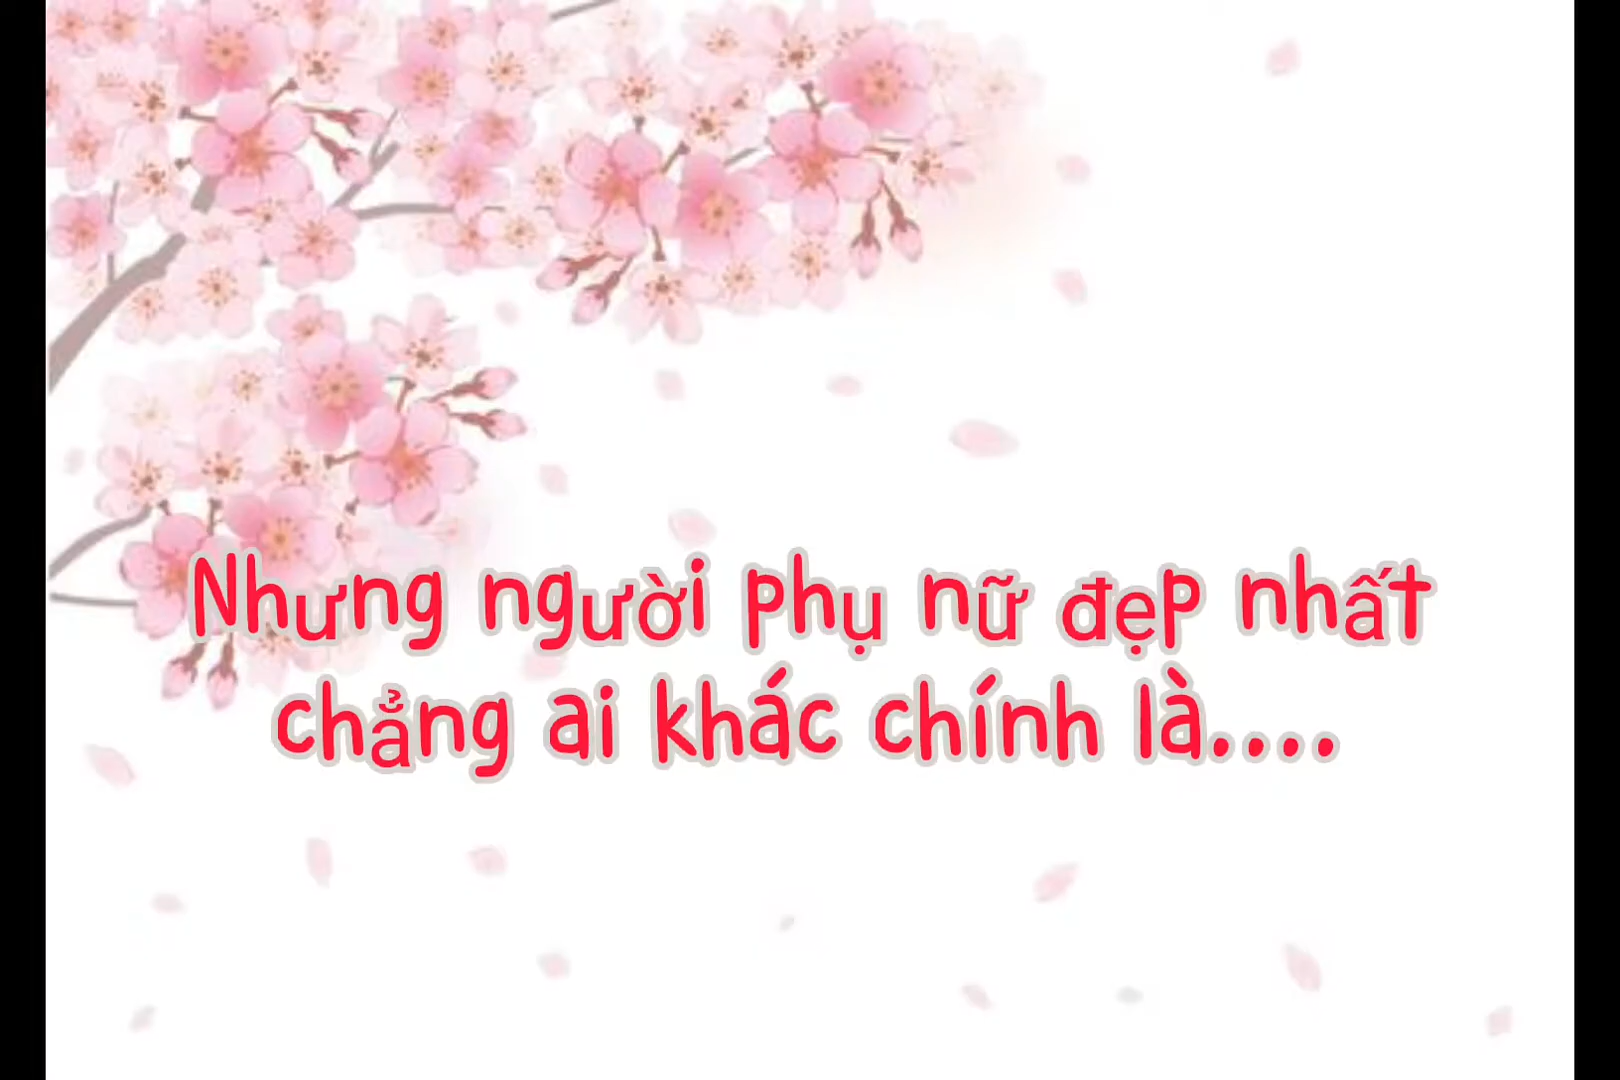 Nhưng người phụ nữ đẹp nhất
chẳng ai khác chính là....